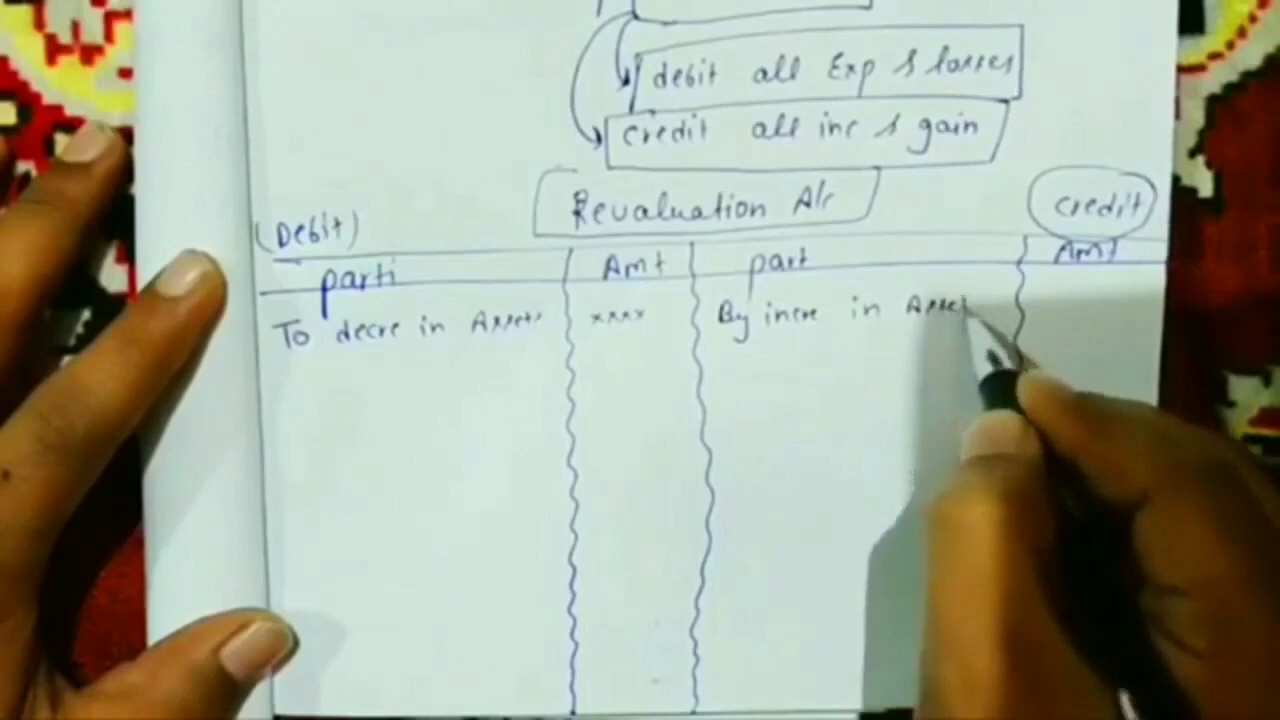 debit all Exp & losses
credit all inc & gain
Revaluation A/c
(Debit)
credit
parti Amt part Amt
To decre in Assets xxxx By incre in Asset